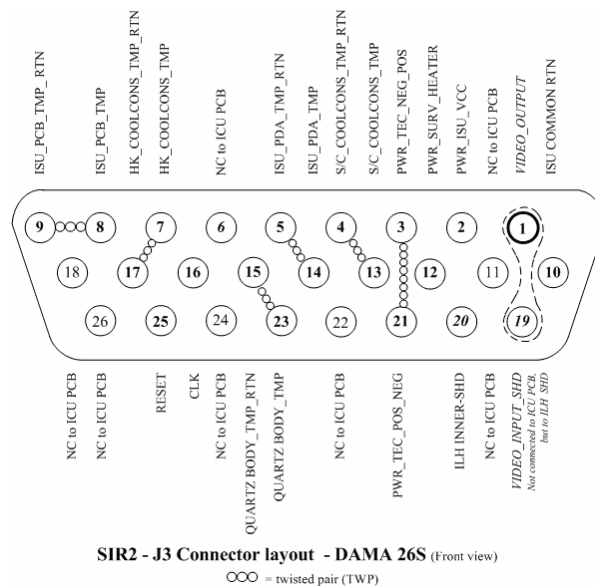 ISU_PCB_TMP_RTN
ISU_PCB_TMP
HK_COOLCONS_TMP_RTN
HK_COOLCONS_TMP
NC to ICU PCB
ISU_PDA_TMP_RTN
ISU_PDA_TMP
S/C_COOLCONS_TMP_RTN
S/C_COOLCONS_TMP
PWR_TEC_NEG_POS
PWR_SURV_HEATER
PWR_ISU_VCC
NC to ICU PCB
VIDEO_OUTPUT
ISU COMMON RTN
9 8 7 6 5 4 3 2 1
18 17 16 15 14 13 12 11 10
26 25 24 23 22 21 20 19
NC to ICU PCB
NC to ICU PCB
RESET
CLK
NC to ICU PCB
QUARTZ BODY_TMP_RTN
QUARTZ BODY_TMP
NC to ICU PCB
PWR_TEC_POS_NEG
ILH INNER-SHD
NC to ICU PCB
VIDEO_INPUT_SHD
Not connected to ICU PCB.
but to ILH SHD
SIR2 - J3 Connector layout - DAMA 26S (Front view)
= twisted pair (TWP)